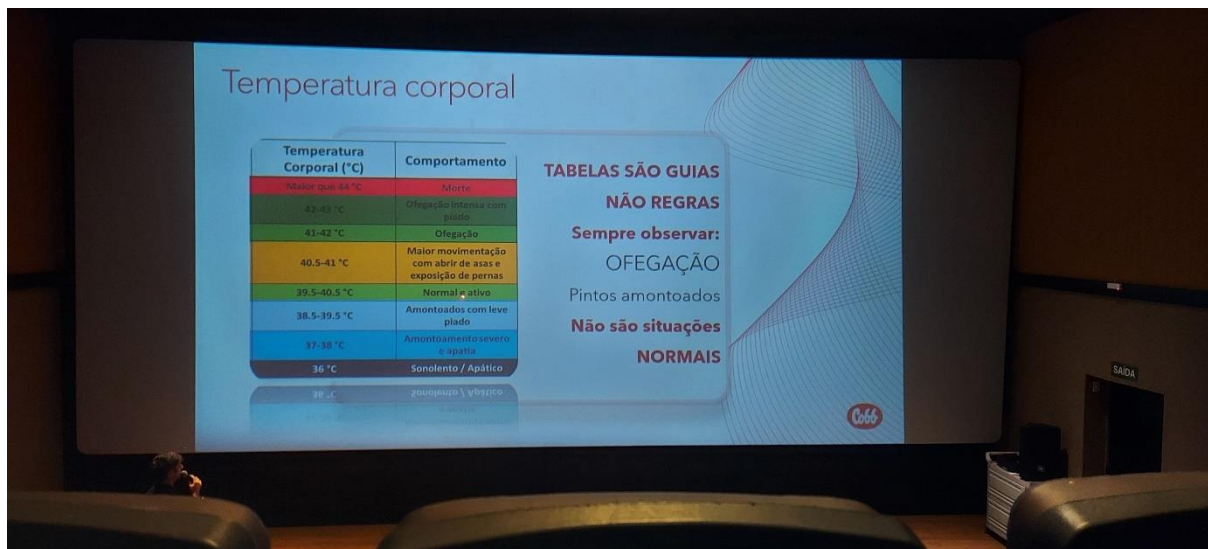 Temperatura corporal
Temperatura
Corporal (°C)
Comportamento
Maior que 44 °C
Morte
42-43 °C
Ofegação intensa com
piado
41-42 °C
Ofegação
40.5-41 °C
Maior movimentação
com abrir de asas e
exposição de pernas
39.5-40.5 °C
Normal e ativo
38.5-39.5 °C
Amontoados com leve
piado
37-38 °C
Amontoamento severo
e apatia
36 °C
Sonolento / Apático
TABELAS SÃO GUIAS
NÃO REGRAS
Sempre observar:
OFEGAÇÃO
Pintos amontoados
Não são situações
NORMAIS
Cobb
SAÍDA